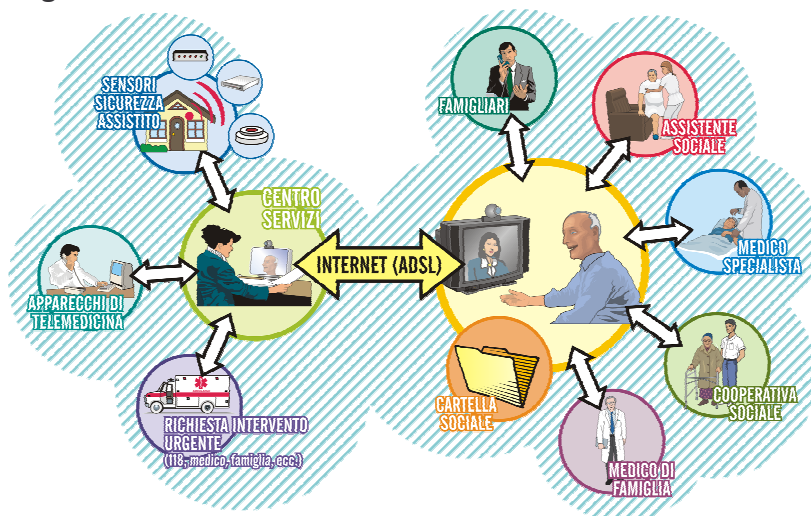 SENSORI
SICUREZZA
ASSISTITO
FAMIGLIARI
ASSISTENTE
SOCIALE
CENTRO
SERVIZI
INTERNET (ADSL)
MEDICO
SPECIALISTA
APPARECCHI DI
TELEMEDICINA
CARTELLA
SOCIALE
COOPERATIVA
SOCIALE
RICHIESTA INTERVENTO
URGENTE
(118, medico, famiglia, ecc.)
MEDICO DI
FAMIGLIA